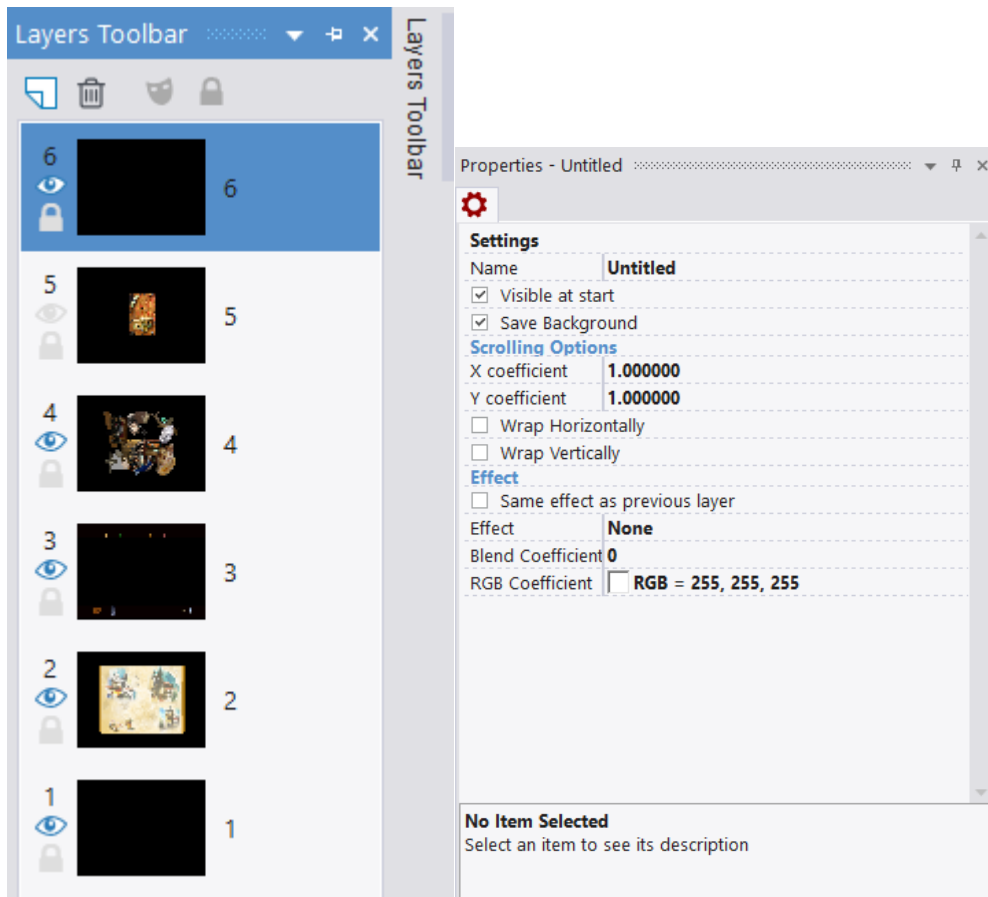 Layers Toolbar
6
6
5
5
4
4
3
3
2
2
1
1
Layers Toolbar
Properties - Untitled
Settings
Name Untitled
Visible at start
Save Background
Scrolling Options
X coefficient 1.000000
Y coefficient 1.000000
Wrap Horizontally
Wrap Vertically
Effect
Same effect as previous layer
Effect None
Blend Coefficient 0
RGB Coefficient RGB = 255, 255, 255
No Item Selected
Select an item to see its description